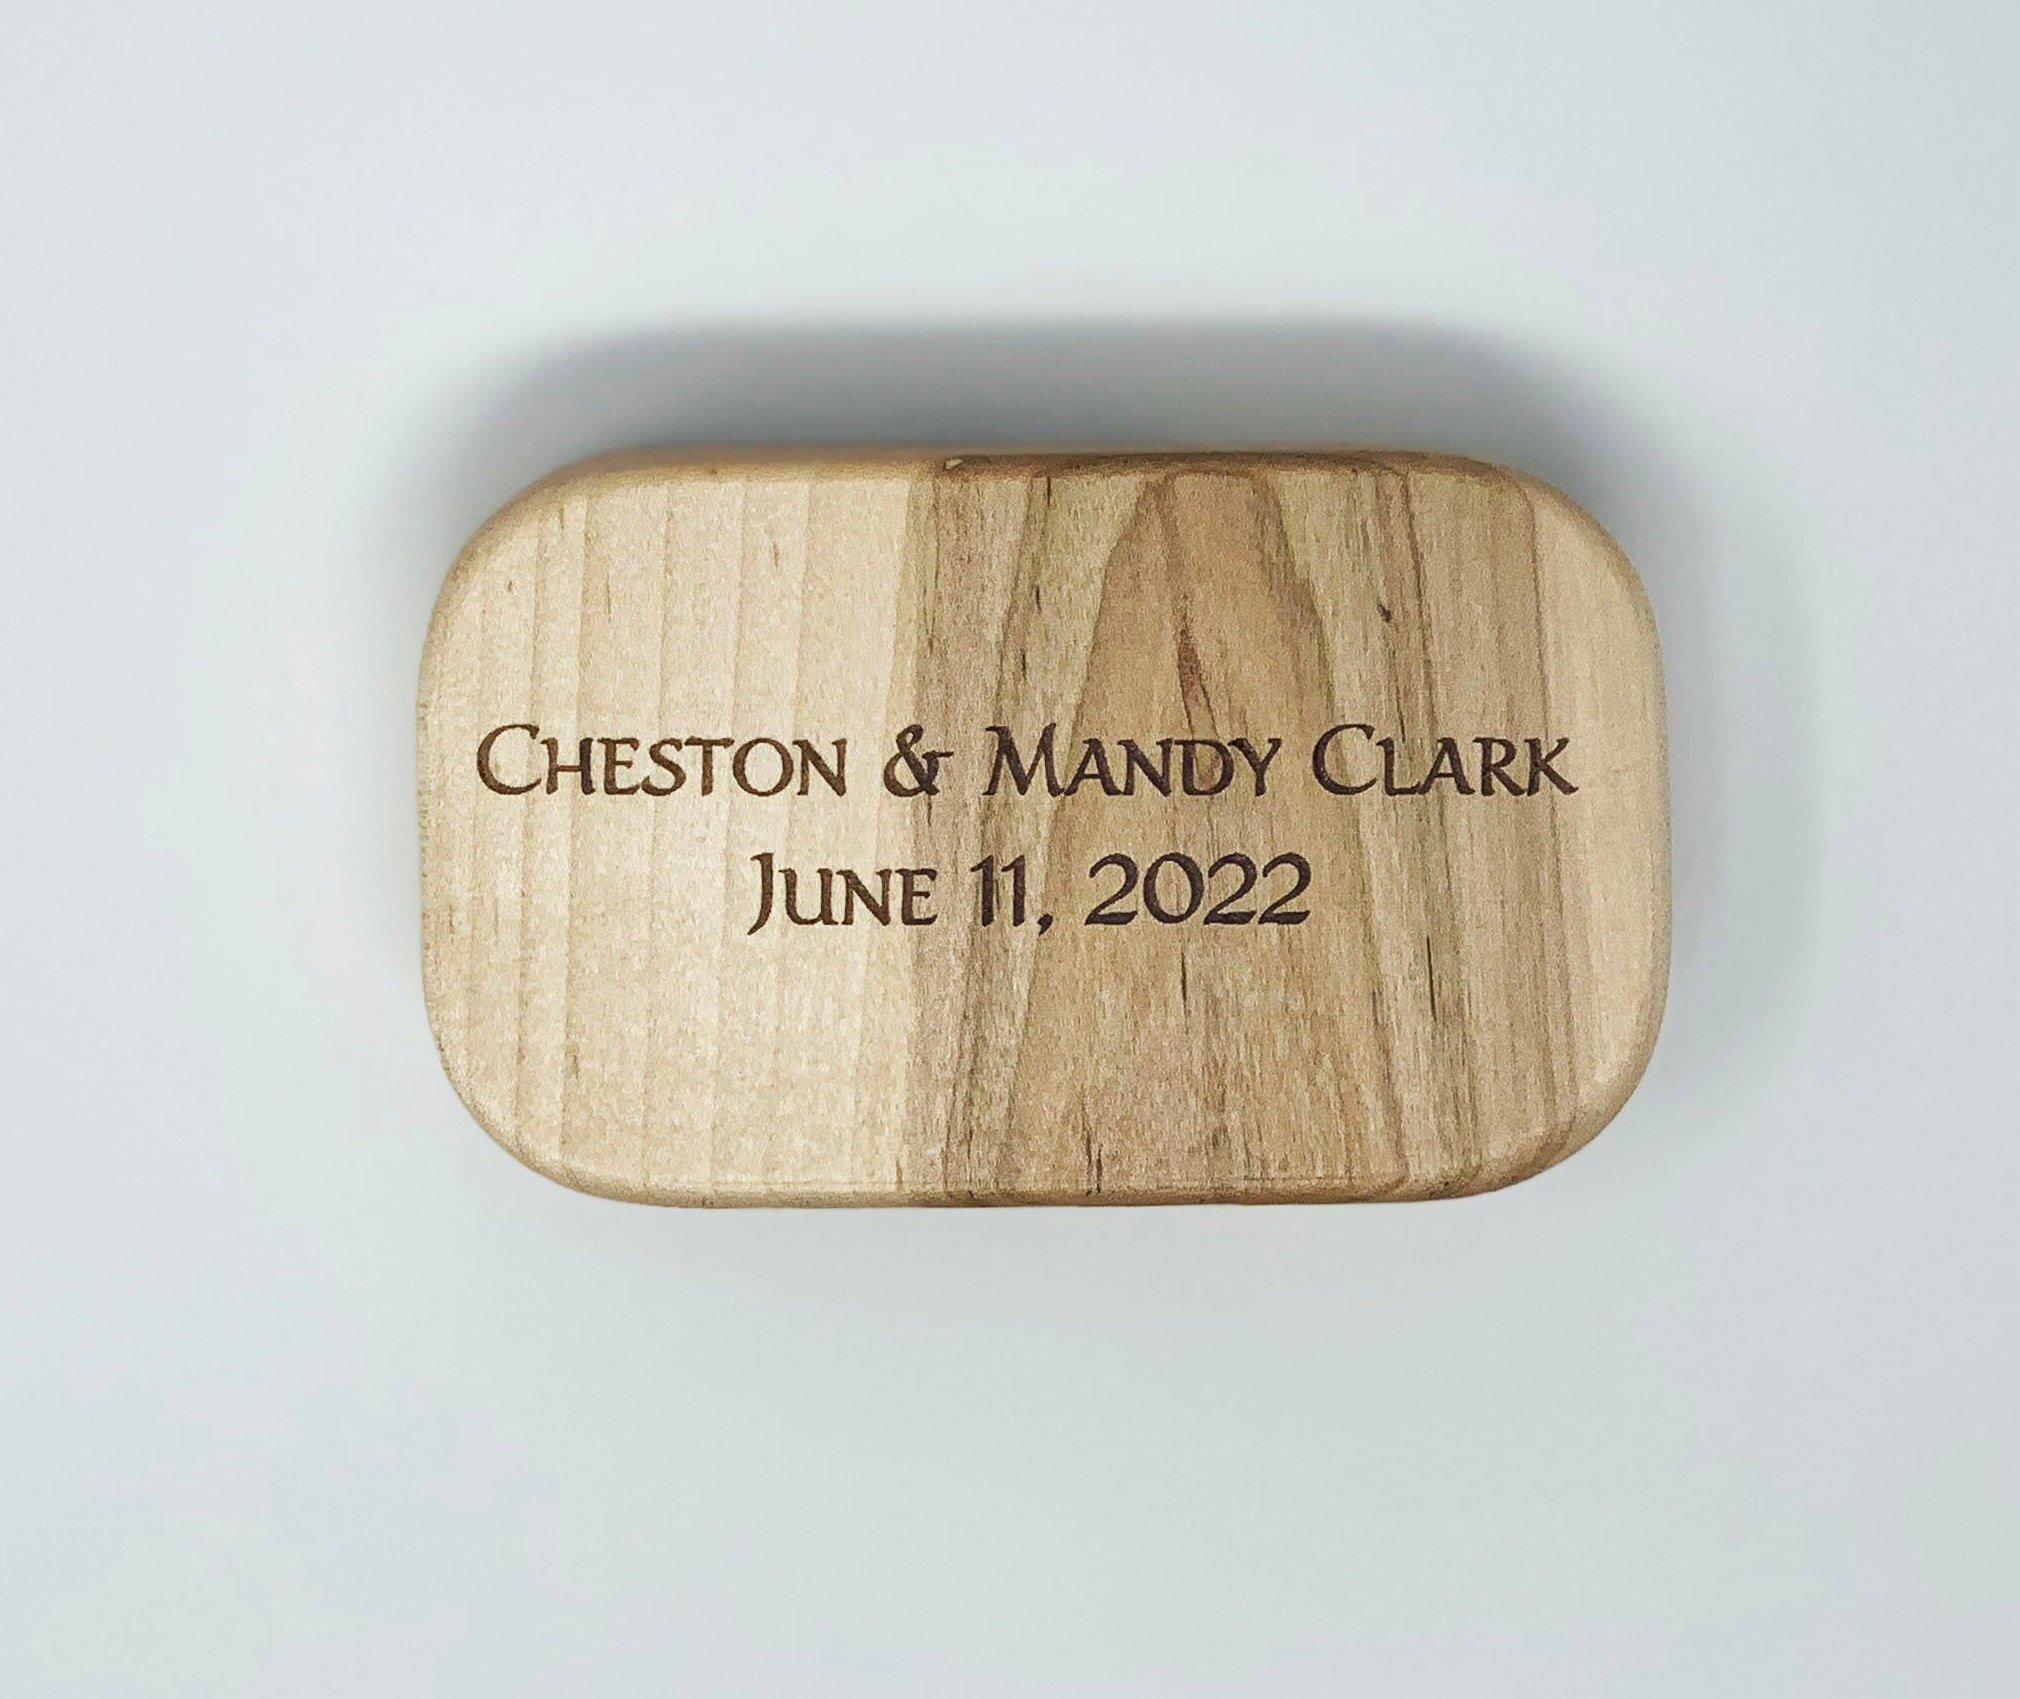 Cheston & Mandy Clark
June 11, 2022